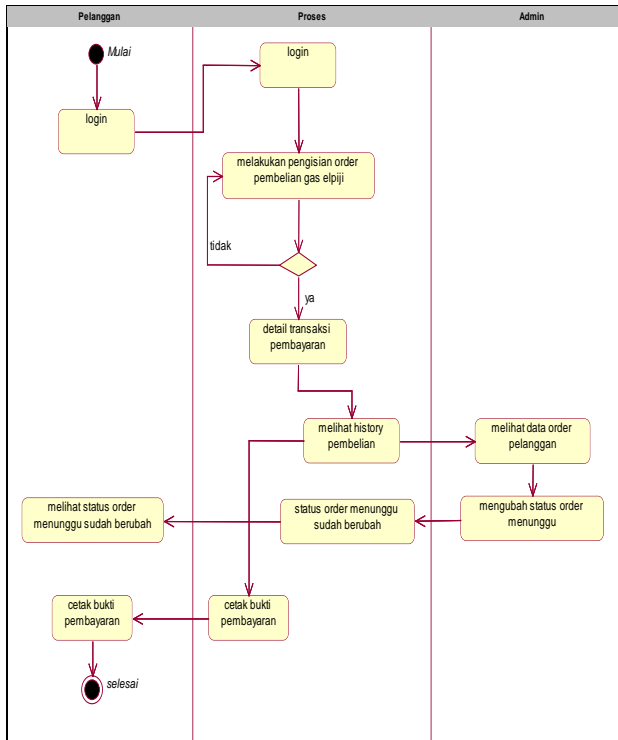 Pelanggan
Proses
Admin
Mulai
login
login
melakukan pengisian order
pembelian gas elpiji
tidak
ya
detail transaksi
pembayaran
melihat history
pembelian
melihat data order
pelanggan
melihat status order
menunggu sudah berubah
status order menunggu
sudah berubah
mengubah status order
menunggu
cetak bukti
pembayaran
cetak bukti
pembayaran
selesai